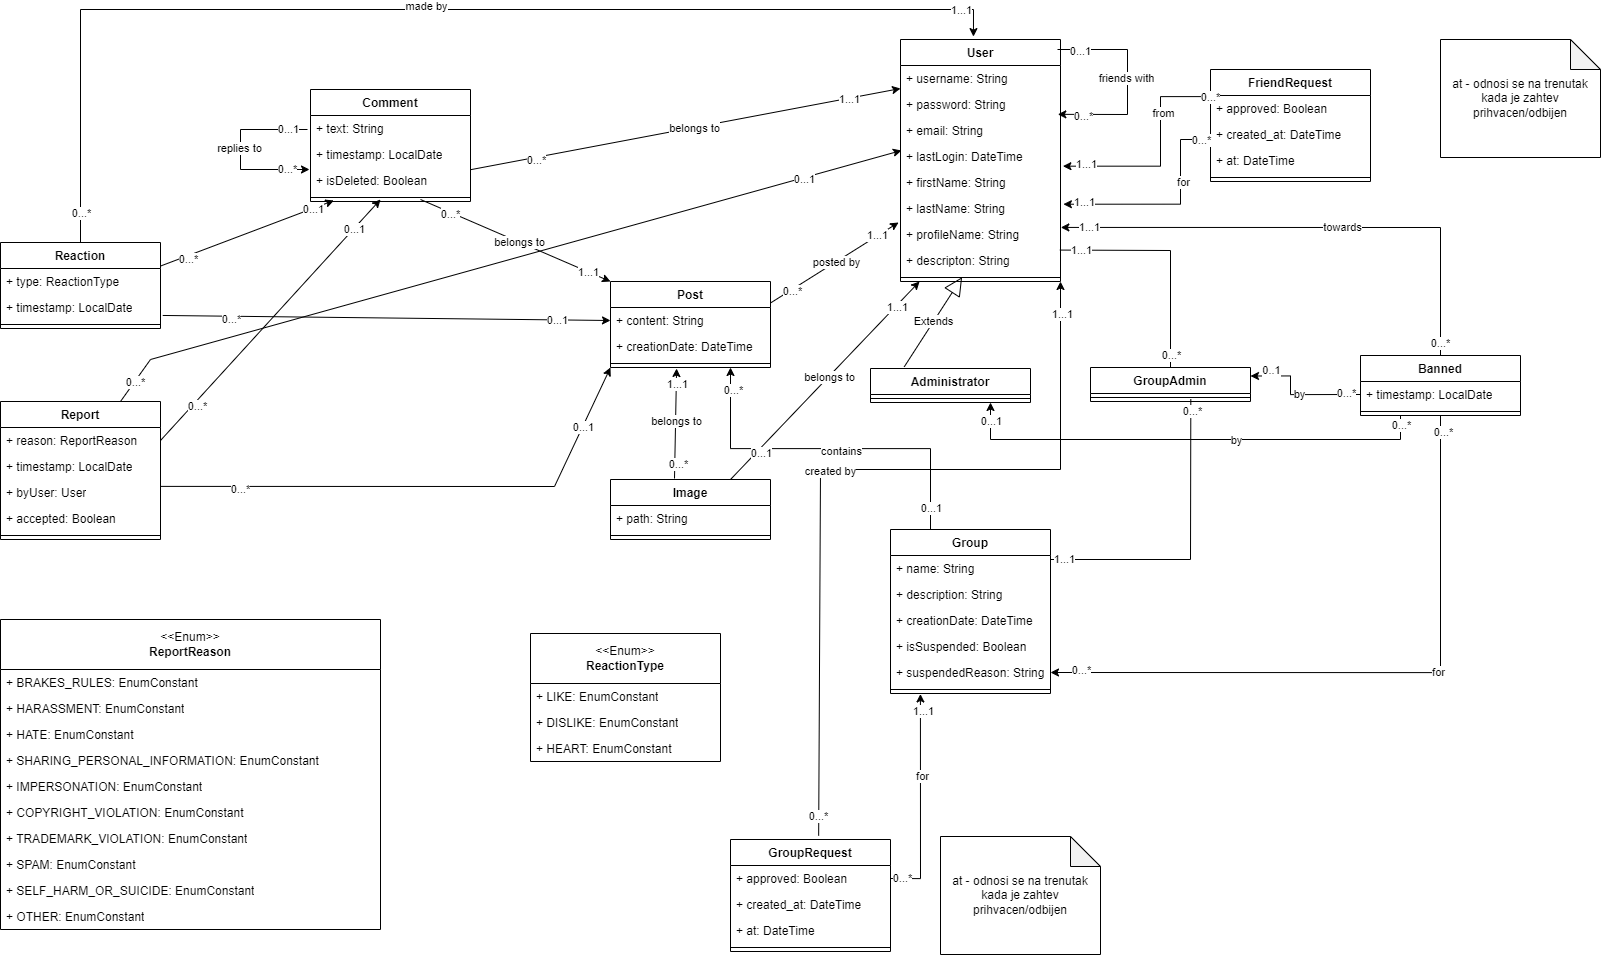 made by
1...1
0...*
User
+ username: String
+ password: String
+ email: String
+ lastLogin: DateTime
+ firstName: String
+ lastName: String
+ profileName: String
+ descripton: String
0...1
friends with
0...*
FriendRequest
+ approved: Boolean
+ created_at: DateTime
+ at: DateTime
0...*
from
1...1
0...*
for
1...1
at - odnosi se na trenutak
kada je zahtev
prihvacen/odbijen
Comment
+ text: String
+ timestamp: LocalDate
+ isDeleted: Boolean
0...1
replies to
0...*
0...*
belongs to
1...1
0...*
belongs to
1...1
Reaction
+ type: ReactionType
+ timestamp: LocalDate
0...*
0...1
0...*
0...1
Report
+ reason: ReportReason
+ timestamp: LocalDate
+ byUser: User
+ accepted: Boolean
0...*
0...1
0...*
0...1
0...*
0...1
Post
+ content: String
+ creationDate: DateTime
0...*
posted by
1...1
1...1
belongs to
0...*
Image
+ path: String
0...1
belongs to
1...1
Extends
Administrator
0...1
by
0...*
1...1
0...*
GroupAdmin
0...*
1...1
0...1
by
0...*
Banned
+ timestamp: LocalDate
1...1
towards
0...*
0...*
for
0...*
0...*
contains
0...1
created by
1...1
0...*
Group
+ name: String
+ description: String
+ creationDate: DateTime
+ isSuspended: Boolean
+ suspendedReason: String
1...1
for
0...*
GroupRequest
+ approved: Boolean
+ created_at: DateTime
+ at: DateTime
at - odnosi se na trenutak
kada je zahtev
prihvacen/odbijen
<<Enum>>
ReportReason
+ BRAKES_RULES: EnumConstant
+ HARASSMENT: EnumConstant
+ HATE: EnumConstant
+ SHARING_PERSONAL_INFORMATION: EnumConstant
+ IMPERSONATION: EnumConstant
+ COPYRIGHT_VIOLATION: EnumConstant
+ TRADEMARK_VIOLATION: EnumConstant
+ SPAM: EnumConstant
+ SELF_HARM_OR_SUICIDE: EnumConstant
+ OTHER: EnumConstant
<<Enum>>
ReactionType
+ LIKE: EnumConstant
+ DISLIKE: EnumConstant
+ HEART: EnumConstant